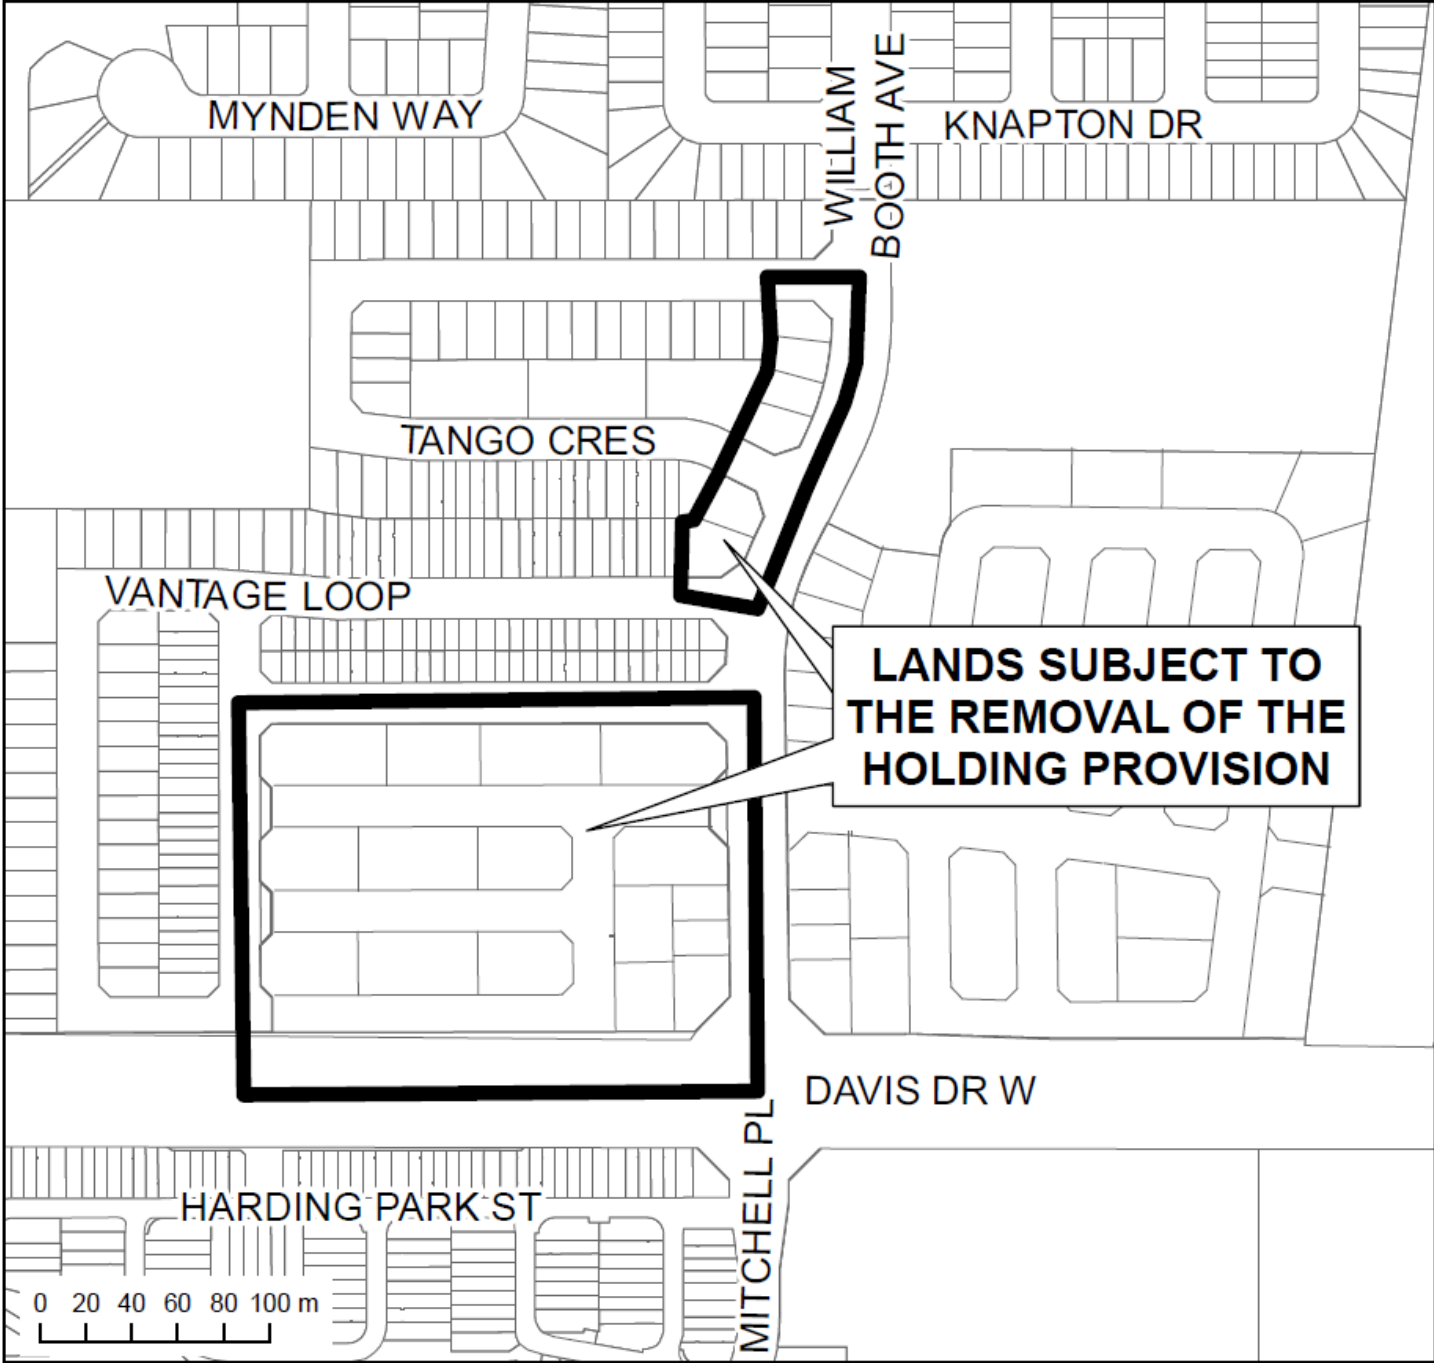 MYNDEN WAY
WILLIAM
BOOTH AVE
KNAPTON DR
TANGO CRES
VANTAGE LOOP
LANDS SUBJECT TO
THE REMOVAL OF THE
HOLDING PROVISION
DAVIS DR W
MITCHELL PL
HARDING PARK ST
0 20 40 60 80 100 m